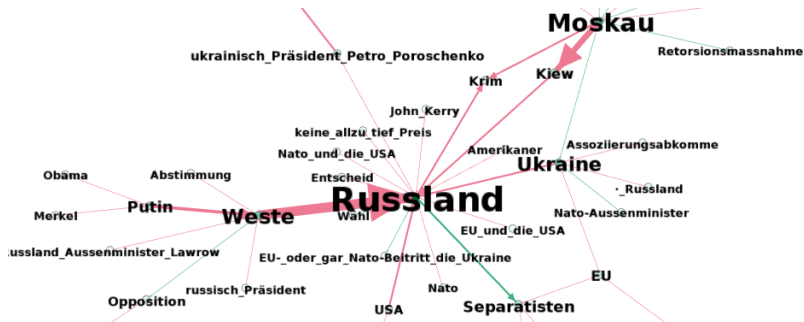 Moskau
Retorsionsmassnahme
ukrainisch_Präsident_Petro_Poroschenko
Kiew
Krim
John_Kerry
keine_allzu_tief_Preis
Nato_und_die_USA
Amerikaner
Assoziierungsabkomme
Ukraine
Obama
Abstimmung
Entscheid
·_Russland
Russland
Merkel
Putin
Weste
Wahl
Nato-Aussenminister
EU_und_die_USA
ussland_Aussenminister_Lawrow
EU-_oder_gar_Nato-Beitritt_die_Ukraine
EU
russisch_Präsident
Nato
Opposition
USA
Separatisten